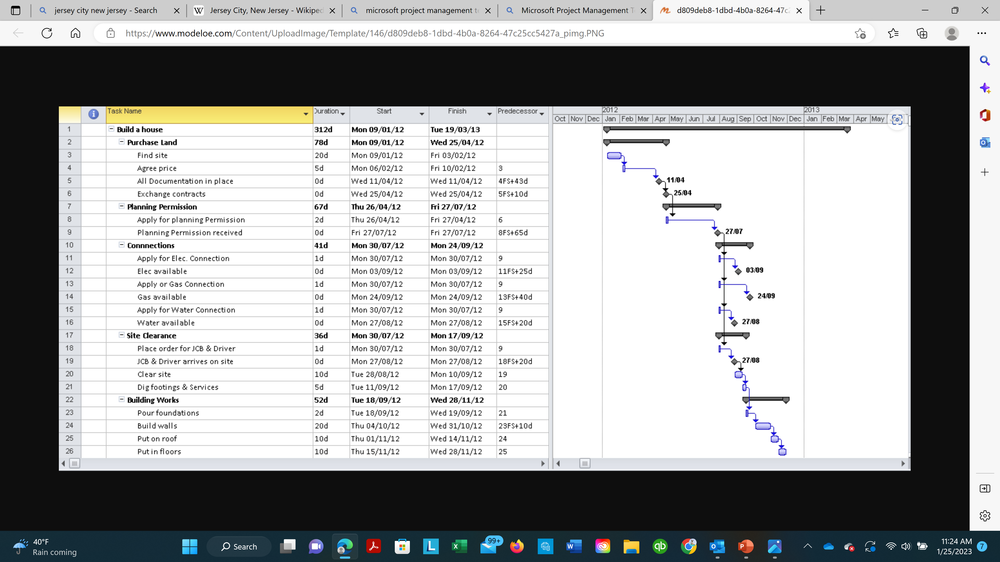 jersey city new jersey - Search
Jersey City, New Jersey - Wikiped
microsoft project management te
Microsoft Project Management T
d809deb8-1dbd-4b0a-8264-47c2
https://www.modeloe.com/Content/UploadImage/Template/146/d809deb8-1dbd-4b0a-8264-47c25cc5427a_pimg.PNG
Task Name Duration Start Finish Predecessor
1 Build a house 312d Mon 09/01/12 Tue 19/03/13
2 Purchase Land 78d Mon 09/01/12 Wed 25/04/12
3 Find site 20d Mon 09/01/12 Fri 03/02/12
4 Agree price 5d Mon 06/02/12 Fri 10/02/12 3
5 All Documentation in place 0d Wed 11/04/12 Wed 11/04/12 4FS+43d
6 Exchange contracts 0d Wed 25/04/12 Wed 25/04/12 5FS+10d
7 Planning Permission 67d Thu 26/04/12 Fri 27/07/12
8 Apply for planning Permission 2d Thu 26/04/12 Fri 27/04/12 6
9 Planning Permission received 0d Fri 27/07/12 Fri 27/07/12 8FS+65d
10 Connnections 41d Mon 30/07/12 Mon 24/09/12
11 Apply for Elec. Connection 1d Mon 30/07/12 Mon 30/07/12 9
12 Elec available 0d Mon 03/09/12 Mon 03/09/12 11FS+25d
13 Apply or Gas Connection 1d Mon 30/07/12 Mon 30/07/12 9
14 Gas available 0d Mon 24/09/12 Mon 24/09/12 13FS+40d
15 Apply for Water Connection 1d Mon 30/07/12 Mon 30/07/12 9
16 Water available 0d Mon 27/08/12 Mon 27/08/12 15FS+20d
17 Site Clearance 36d Mon 30/07/12 Mon 17/09/12
18 Place order for JCB & Driver 1d Mon 30/07/12 Mon 30/07/12 9
19 JCB & Driver arrives on site 0d Mon 27/08/12 Mon 27/08/12 18FS+20d
20 Clear site 10d Tue 28/08/12 Mon 10/09/12 19
21 Dig footings & Services 5d Tue 11/09/12 Mon 17/09/12 20
22 Building Works 52d Tue 18/09/12 Wed 28/11/12
23 Pour foundations 2d Tue 18/09/12 Wed 19/09/12 21
24 Build walls 20d Thu 04/10/12 Wed 31/10/12 23FS+10d
25 Put on roof 10d Thu 01/11/12 Wed 14/11/12 24
26 Put in floors 10d Thu 15/11/12 Wed 28/11/12 25
2012 2013
Oct Nov Dec Jan Feb Mar Apr May Jun Jul Aug Sep Oct Nov Dec Jan Feb Mar Apr May
11/04
25/04
27/07
03/09
24/09
27/08
27/08
40°F
Rain coming
Search
99+
11:24 AM
1/25/2023
7